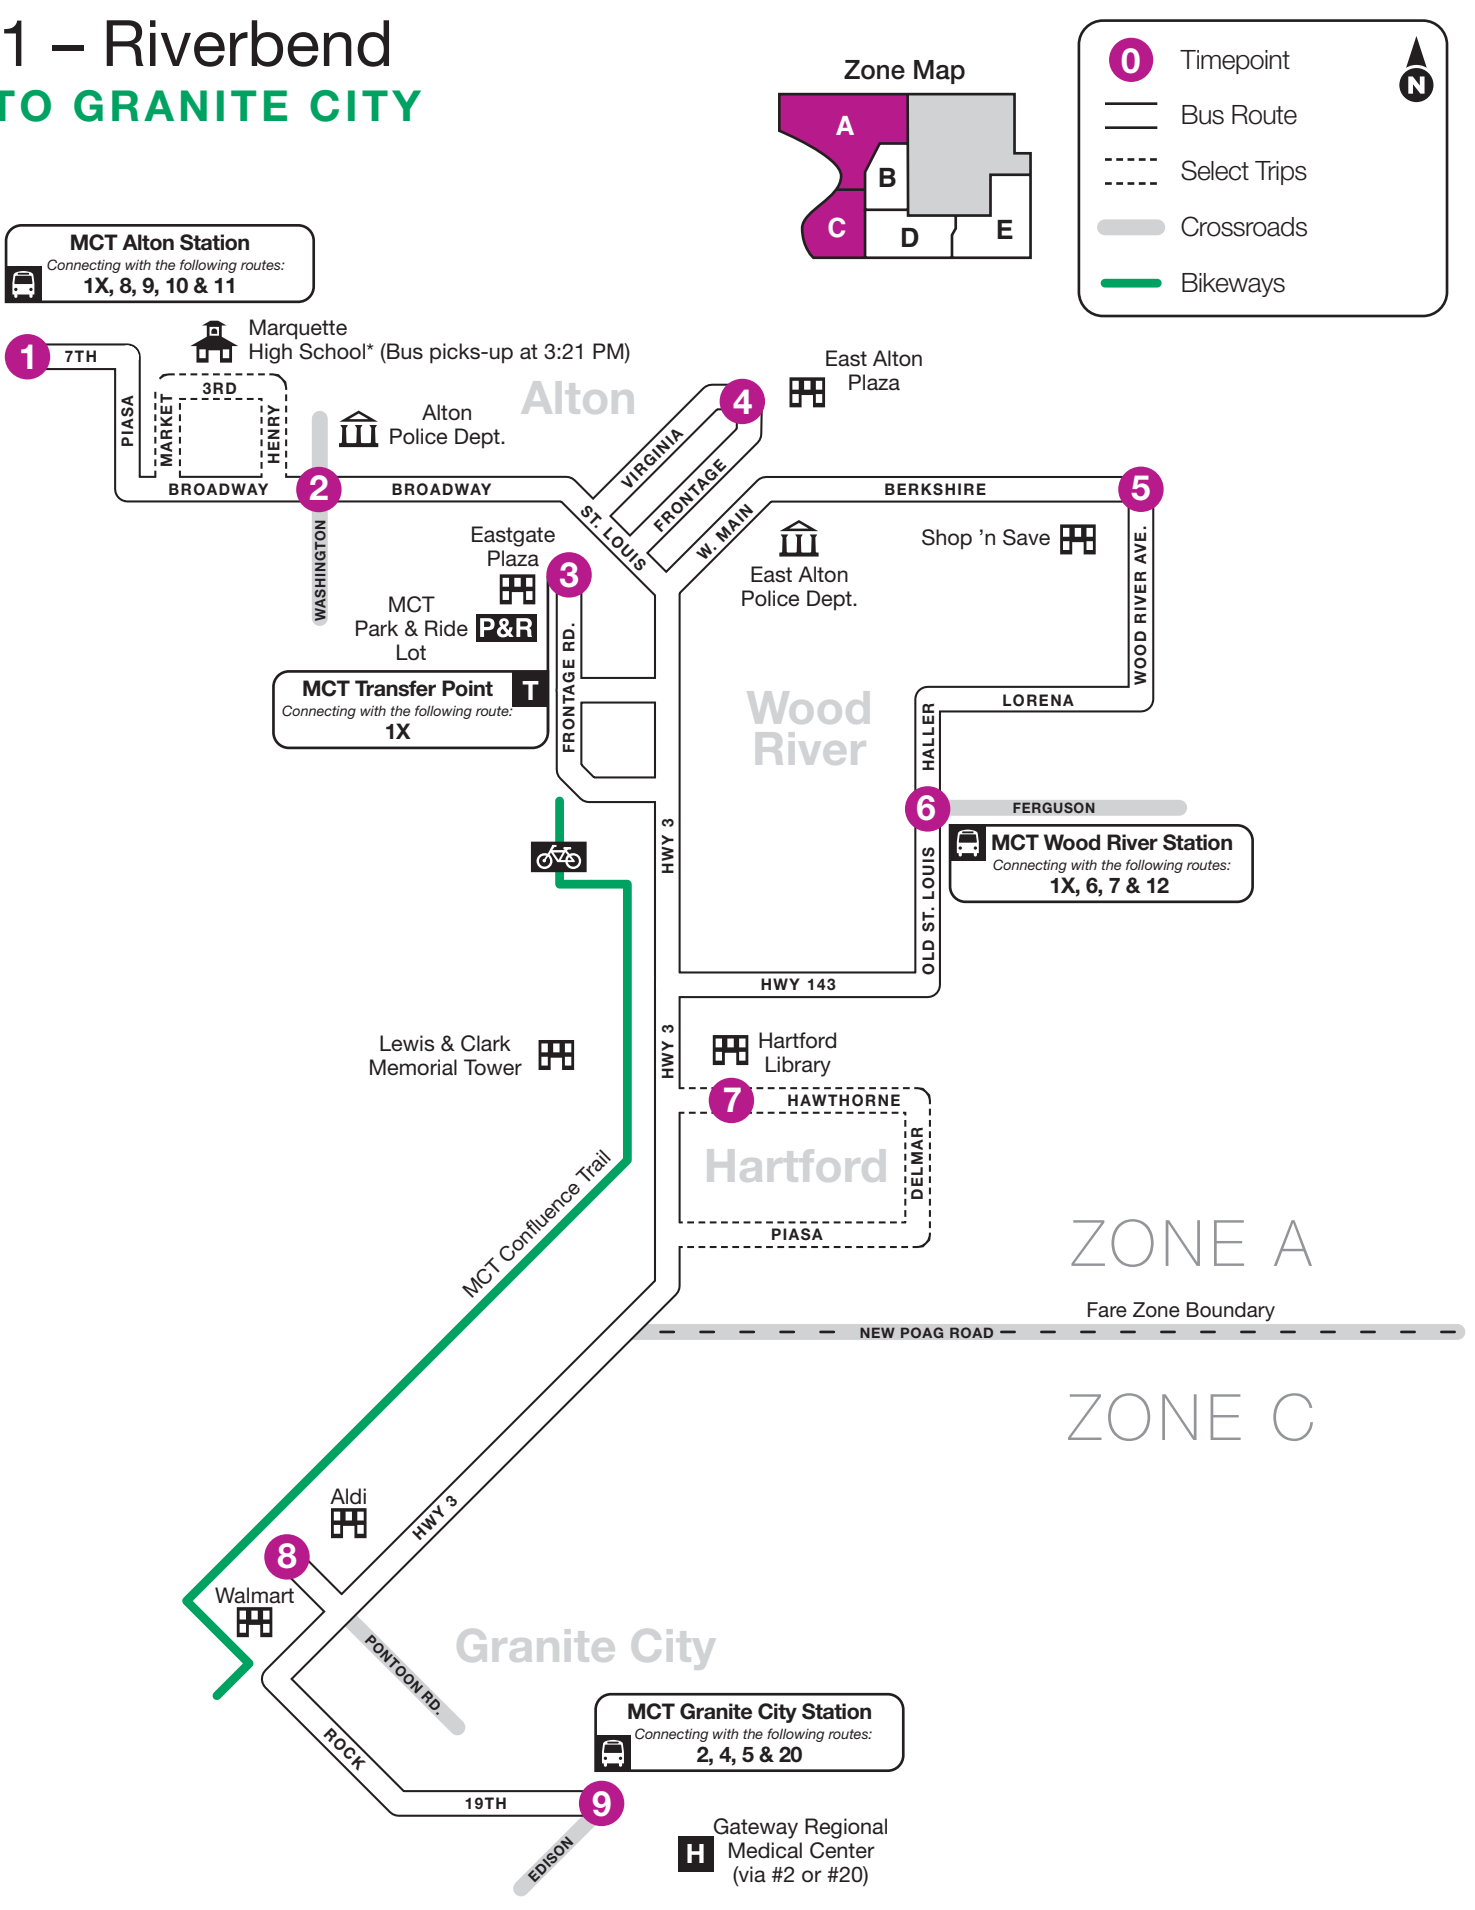 1 – Riverbend
TO GRANITE CITY
Zone Map
A
B
C
D
E
0 Timepoint
N
Bus Route
Select Trips
Crossroads
Bikeways
MCT Alton Station
Connecting with the following routes:
1X, 8, 9, 10 & 11
1
7TH
PIASA
MARKET
3RD
HENRY
Marquette
High School* (Bus picks-up at 3:21 PM)
Alton
Police Dept.
Alton
East Alton
Plaza
4
VIRGINIA
FRONTAGE
BROADWAY
2
BROADWAY
WASHINGTON
ST. LOUIS
W. MAIN
BERKSHIRE
5
Eastgate
Plaza
3
MCT
Park & Ride
Lot
P&R
East Alton
Police Dept.
Shop ’n Save
WOOD RIVER AVE.
MCT Transfer Point
T
Connecting with the following route:
1X
FRONTAGE RD.
Wood
River
LORENA
HALLER
6
FERGUSON
MCT Wood River Station
Connecting with the following routes:
1X, 6, 7 & 12
HWY 3
OLD ST. LOUIS
HWY 143
Lewis & Clark
Memorial Tower
HWY 3
Hartford
Library
7
HAWTHORNE
Hartford
DELMAR
PIASA
MCT Confluence Trail
ZONE A
Fare Zone Boundary
NEW POAG ROAD
ZONE C
Aldi
HWY 3
8
Walmart
PONTOON RD.
Granite City
ROCK
MCT Granite City Station
Connecting with the following routes:
2, 4, 5 & 20
19TH
9
EDISON
H
Gateway Regional
Medical Center
(via #2 or #20)